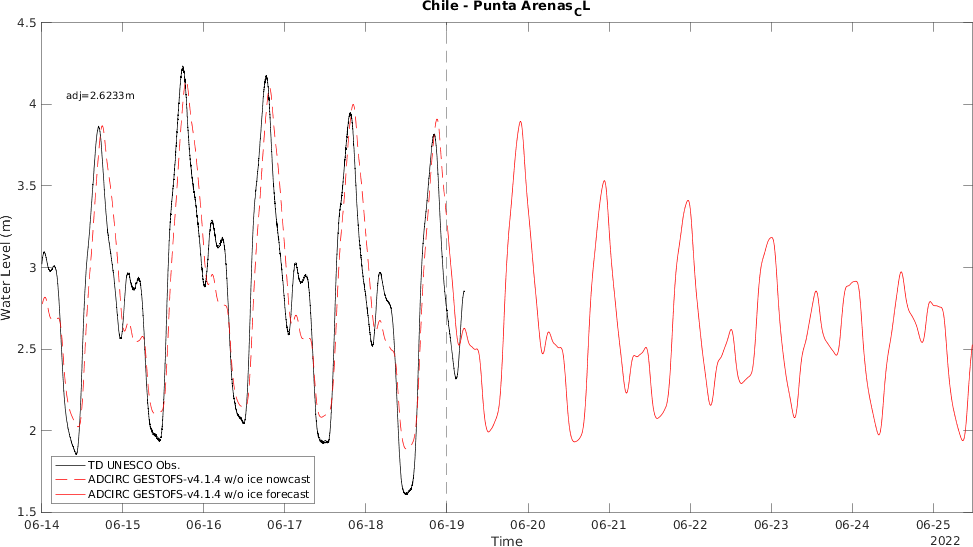 Chile - Punta Arenas_CL
4.5
4
3.5
3
2.5
2
1.5
Water Level (m)
adj=2.6233m
TD UNESCO Obs.
ADCIRC GESTOFS-v4.1.4 w/o ice nowcast
ADCIRC GESTOFS-v4.1.4 w/o ice forecast
06-14 06-15 06-16 06-17 06-18 06-19 06-20 06-21 06-22 06-23 06-24 06-25
Time
2022